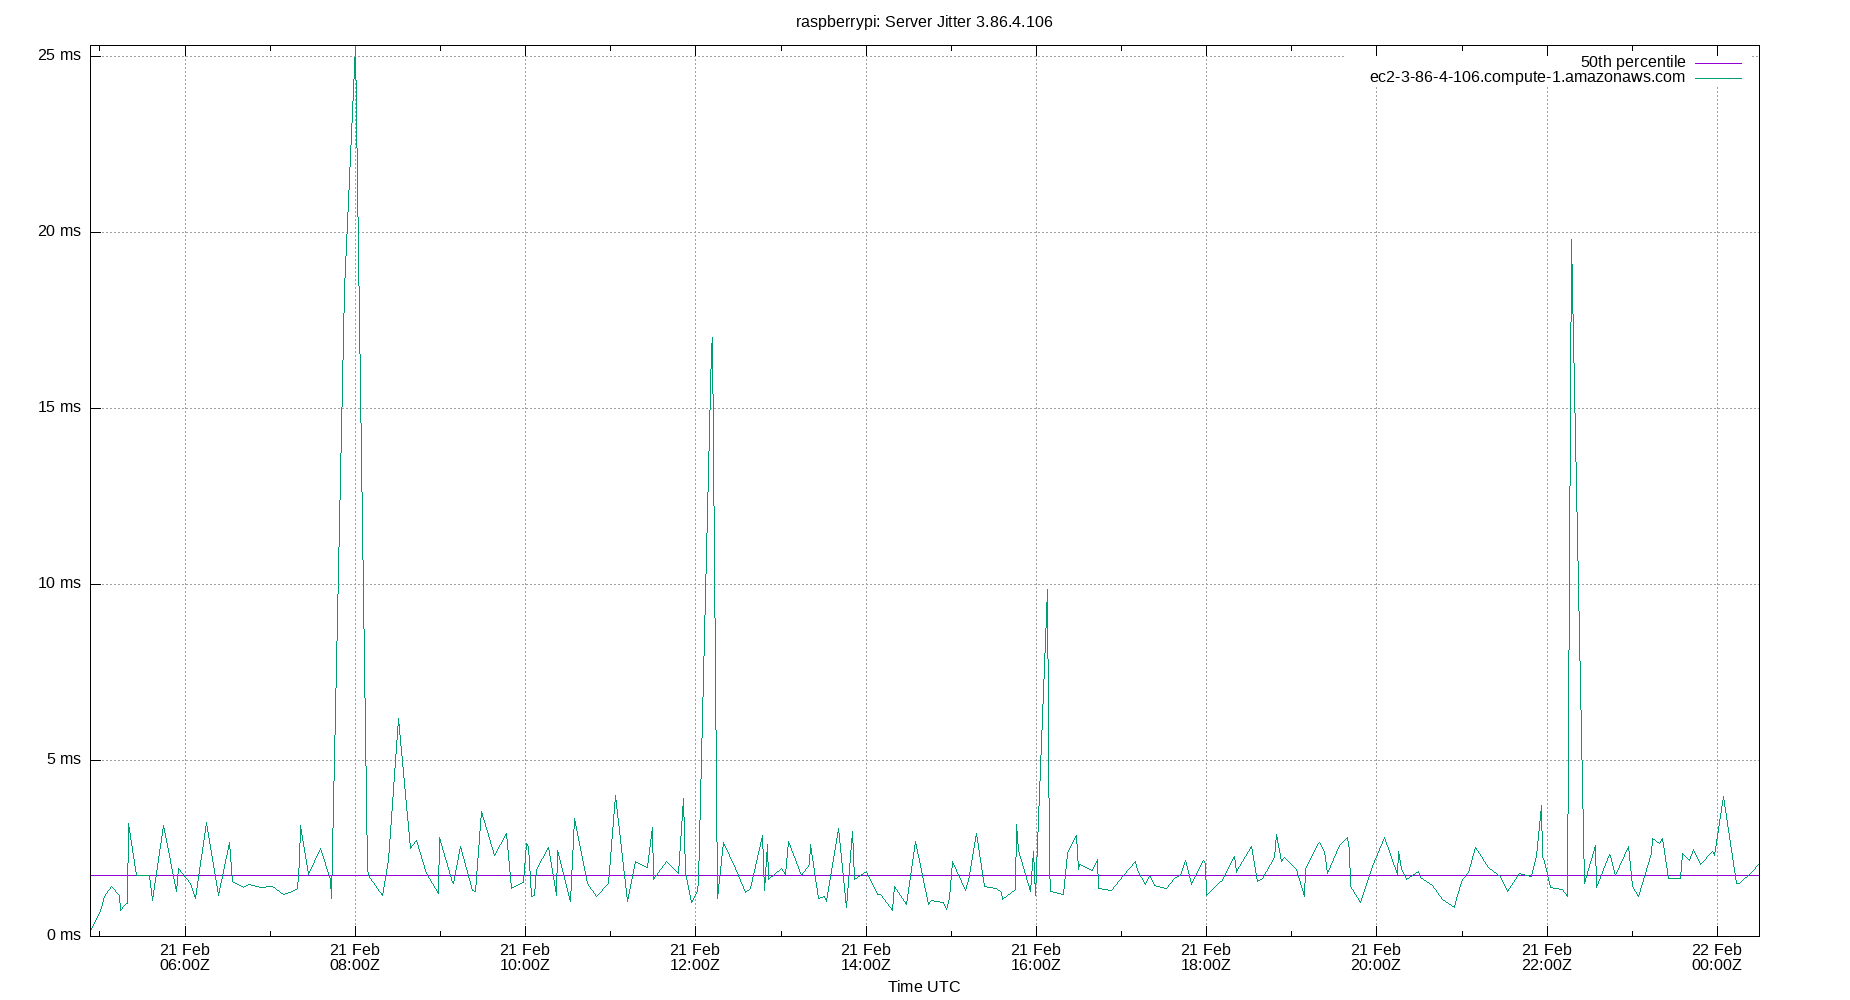 raspberrypi: Server Jitter 3.86.4.106
25 ms
20 ms
15 ms
10 ms
5 ms
0 ms
50th percentile
ec2-3-86-4-106.compute-1.amazonaws.com
21 Feb 21 Feb 21 Feb 21 Feb 21 Feb 21 Feb 21 Feb 21 Feb 21 Feb 22 Feb
06:00Z 08:00Z 10:00Z 12:00Z 14:00Z 16:00Z 18:00Z 20:00Z 22:00Z 00:00Z
Time UTC